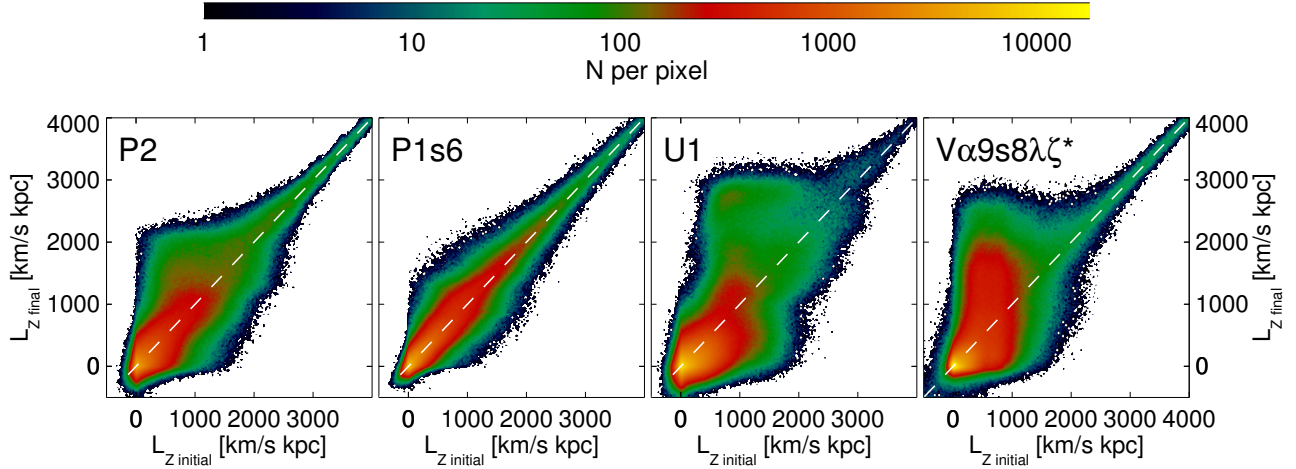 1 10 100 1000 10000
N per pixel
P2 P1s6 U1 Vα9s8λζ*
4000 4000
3000 3000
2000 2000
1000 1000
0 0
L_Z final [km/s kpc]
L_Z final [km/s kpc]
0 1000 2000 3000 0 1000 2000 3000 0 1000 2000 3000 0 1000 2000 3000 4000
L_Z initial [km/s kpc] L_Z initial [km/s kpc] L_Z initial [km/s kpc] L_Z initial [km/s kpc]